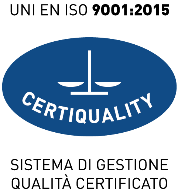 UNI EN ISO 9001:2015
CERTIQUALITY
SISTEMA DI GESTIONE
QUALITÀ CERTIFICATO